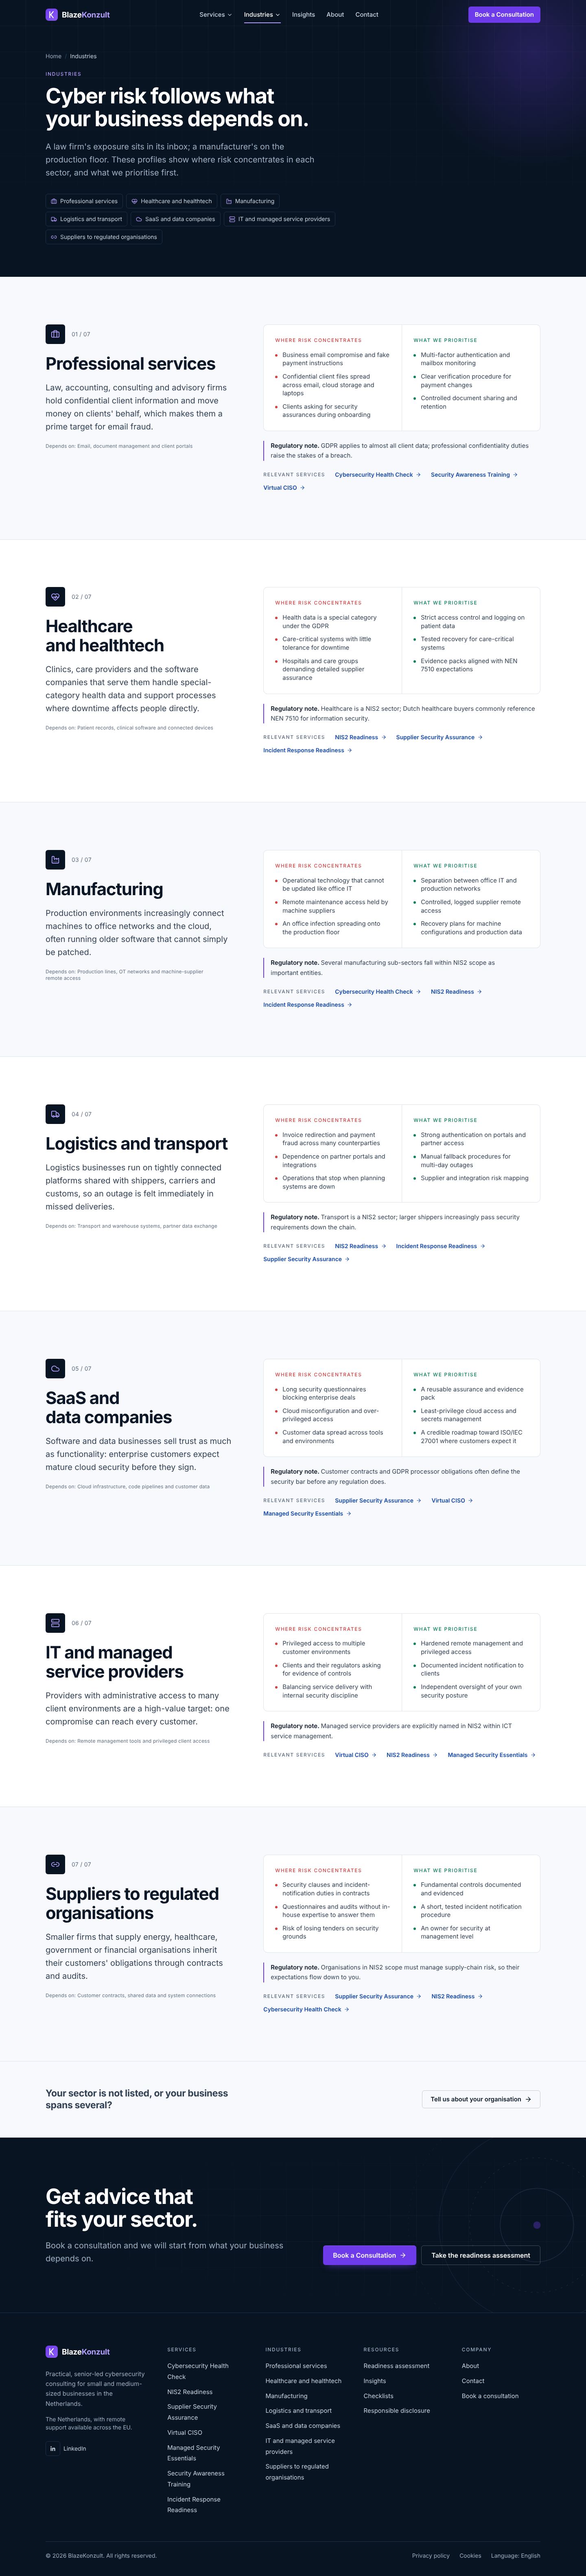 BlazeKonzult
Services
Industries
Insights
About
Contact
Book a Consultation
Home / Industries
INDUSTRIES
Cyber risk follows what
your business depends on.
A law firm's exposure sits in its inbox; a manufacturer's on the
production floor. These profiles show where risk concentrates in each
sector, and what we prioritise first.
Professional services
Healthcare and healthtech
Manufacturing
Logistics and transport
SaaS and data companies
IT and managed service providers
Suppliers to regulated organisations
01 / 07
Professional services
Law, accounting, consulting and advisory firms
hold confidential client information and move
money on clients' behalf, which makes them a
prime target for email fraud.
Depends on: Email, document management and client portals
WHERE RISK CONCENTRATES
Business email compromise and fake
payment instructions
Confidential client files spread
across email, cloud storage and
laptops
Clients asking for security
assurances during onboarding
WHAT WE PRIORITISE
Multi-factor authentication and
mailbox monitoring
Clear verification procedure for
payment changes
Controlled document sharing and
retention
Regulatory note. GDPR applies to almost all client data; professional confidentiality duties
raise the stakes of a breach.
RELEVANT SERVICES
Cybersecurity Health Check →
Security Awareness Training →
Virtual CISO →
02 / 07
Healthcare
and healthtech
Clinics, care providers and the software
companies that serve them handle special-
category health data and support processes
where downtime affects people directly.
Depends on: Patient records, clinical software and connected devices
WHERE RISK CONCENTRATES
Health data is a special category
under the GDPR
Care-critical systems with little
tolerance for downtime
Hospitals and care groups
demanding detailed supplier
assurance
WHAT WE PRIORITISE
Strict access control and logging on
patient data
Tested recovery for care-critical
systems
Evidence packs aligned with NEN
7510 expectations
Regulatory note. Healthcare is a NIS2 sector; Dutch healthcare buyers commonly reference
NEN 7510 for information security.
RELEVANT SERVICES
NIS2 Readiness →
Supplier Security Assurance →
Incident Response Readiness →
03 / 07
Manufacturing
Production environments increasingly connect
machines to office networks and the cloud,
often running older software that cannot simply
be patched.
Depends on: Production lines, OT networks and machine-supplier
remote access
WHERE RISK CONCENTRATES
Operational technology that cannot
be updated like office IT
Remote maintenance access held by
machine suppliers
An office infection spreading onto
the production floor
WHAT WE PRIORITISE
Separation between office IT and
production networks
Controlled, logged supplier remote
access
Recovery plans for machine
configurations and production data
Regulatory note. Several manufacturing sub-sectors fall within NIS2 scope as
important entities.
RELEVANT SERVICES
Cybersecurity Health Check →
NIS2 Readiness →
Incident Response Readiness →
04 / 07
Logistics and transport
Logistics businesses run on tightly connected
platforms shared with shippers, carriers and
customs, so an outage is felt immediately in
missed deliveries.
Depends on: Transport and warehouse systems, partner data exchange
WHERE RISK CONCENTRATES
Invoice redirection and payment
fraud across many counterparties
Dependence on partner portals and
integrations
Operations that stop when planning
systems are down
WHAT WE PRIORITISE
Strong authentication on portals and
partner access
Manual fallback procedures for
multi-day outages
Supplier and integration risk mapping
Regulatory note. Transport is a NIS2 sector; larger shippers increasingly pass security
requirements down the chain.
RELEVANT SERVICES
NIS2 Readiness →
Incident Response Readiness →
Supplier Security Assurance →
05 / 07
SaaS and
data companies
Software and data businesses sell trust as much
as functionality: enterprise customers expect
mature cloud security before they sign.
Depends on: Cloud infrastructure, code pipelines and customer data
WHERE RISK CONCENTRATES
Long security questionnaires
blocking enterprise deals
Cloud misconfiguration and over-
privileged access
Customer data spread across tools
and environments
WHAT WE PRIORITISE
A reusable assurance and evidence
pack
Least-privilege cloud access and
secrets management
A credible roadmap toward ISO/IEC
27001 where customers expect it
Regulatory note. Customer contracts and GDPR processor obligations often define the
security bar before any regulation does.
RELEVANT SERVICES
Supplier Security Assurance →
Virtual CISO →
Managed Security Essentials →
06 / 07
IT and managed
service providers
Providers with administrative access to many
client environments are a high-value target: one
compromise can reach every customer.
Depends on: Remote management tools and privileged client access
WHERE RISK CONCENTRATES
Privileged access to multiple
customer environments
Clients and their regulators asking
for evidence of controls
Balancing service delivery with
internal security discipline
WHAT WE PRIORITISE
Hardened remote management and
privileged access
Documented incident notification to
clients
Independent oversight of your own
security posture
Regulatory note. Managed service providers are explicitly named in NIS2 within ICT
service management.
RELEVANT SERVICES
Virtual CISO →
NIS2 Readiness →
Managed Security Essentials →
07 / 07
Suppliers to regulated
organisations
Smaller firms that supply energy, healthcare,
government or financial organisations inherit
their customers' obligations through contracts
and audits.
Depends on: Customer contracts, shared data and system connections
WHERE RISK CONCENTRATES
Security clauses and incident-
notification duties in contracts
Questionnaires and audits without in-
house expertise to answer them
Risk of losing tenders on security
grounds
WHAT WE PRIORITISE
Fundamental controls documented
and evidenced
A short, tested incident notification
procedure
An owner for security at
management level
Regulatory note. Organisations in NIS2 scope must manage supply-chain risk, so their
expectations flow down to you.
RELEVANT SERVICES
Supplier Security Assurance →
NIS2 Readiness →
Cybersecurity Health Check →
Your sector is not listed, or your business
spans several?
Tell us about your organisation →
Get advice that
fits your sector.
Book a consultation and we will start from what your business
depends on.
Book a Consultation →
Take the readiness assessment
BlazeKonzult
Practical, senior-led cybersecurity
consulting for small and medium-
sized businesses in the
Netherlands.
The Netherlands, with remote
support available across the EU.
LinkedIn
SERVICES
Cybersecurity Health
Check
NIS2 Readiness
Supplier Security
Assurance
Virtual CISO
Managed Security
Essentials
Security Awareness
Training
Incident Response
Readiness
INDUSTRIES
Professional services
Healthcare and healthtech
Manufacturing
Logistics and transport
SaaS and data companies
IT and managed service
providers
Suppliers to regulated
organisations
RESOURCES
Readiness assessment
Insights
Checklists
Responsible disclosure
COMPANY
About
Contact
Book a consultation
© 2026 BlazeKonzult. All rights reserved.
Privacy policy
Cookies
Language: English